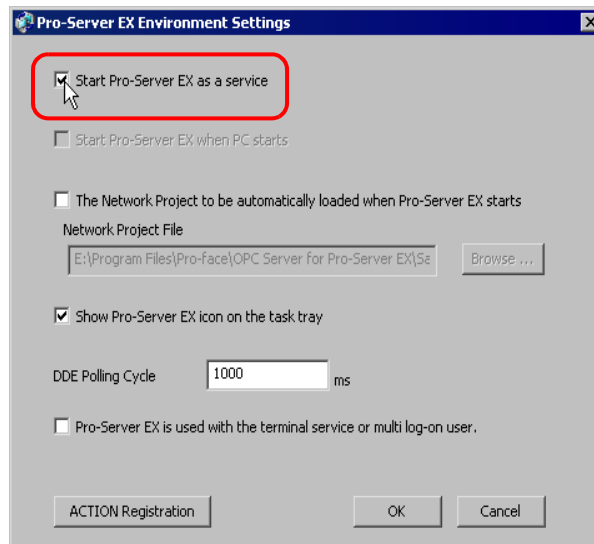 Pro-Server EX Environment Settings
Start Pro-Server EX as a service
Start Pro-Server EX when PC starts
The Network Project to be automatically loaded when Pro-Server EX starts
Network Project File
E:\Program Files\Pro-face\OPC Server for Pro-Server EX\Sa
Browse ...
Show Pro-Server EX icon on the task tray
DDE Polling Cycle 1000 ms
Pro-Server EX is used with the terminal service or multi log-on user.
ACTION Registration OK Cancel